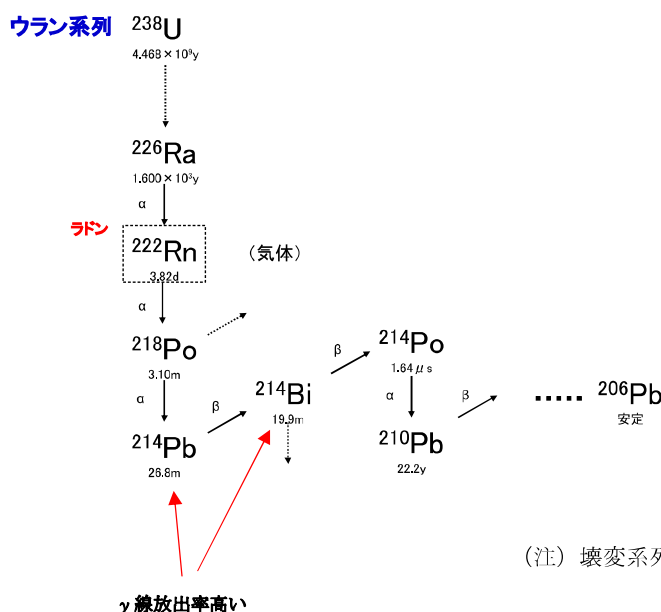 ウラン系列
²³⁸U
4.468×10⁹y
²²⁶Ra
1.600×10³y
α
ラドン
²²²Rn
3.82d
(気体)
α
²¹⁸Po
3.10m
α
²¹⁴Pb
26.8m
β
²¹⁴Bi
19.9m
β
²¹⁴Po
1.64μs
α
²¹⁰Pb
22.2y
β
.....
²⁰⁶Pb
安定
(注)壊変系列
γ線放出率高い